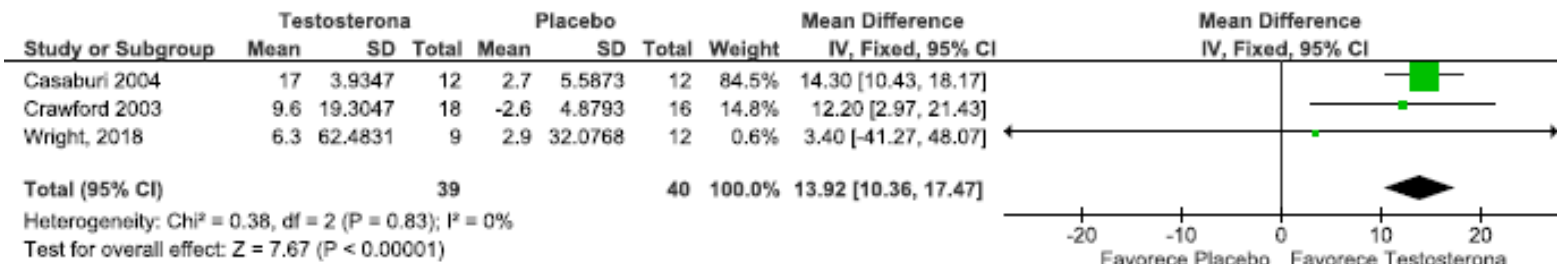 Testosterona Placebo Mean Difference Mean Difference
Study or Subgroup Mean SD Total Mean SD Total Weight IV, Fixed, 95% CI IV, Fixed, 95% CI
Casaburi 2004 17 3.9347 12 2.7 5.5873 12 84.5% 14.30 [10.43, 18.17]
Crawford 2003 9.6 19.3047 18 -2.6 4.8793 16 14.8% 12.20 [2.97, 21.43]
Wright, 2018 6.3 62.4831 9 2.9 32.0768 12 0.6% 3.40 [-41.27, 48.07]
Total (95% CI) 39 40 100.0% 13.92 [10.36, 17.47]
Heterogeneity: Chi² = 0.38, df = 2 (P = 0.83); I² = 0%
Test for overall effect: Z = 7.67 (P < 0.00001)
-20 -10 0 10 20
Favorece Placebo Favorece Testosterona